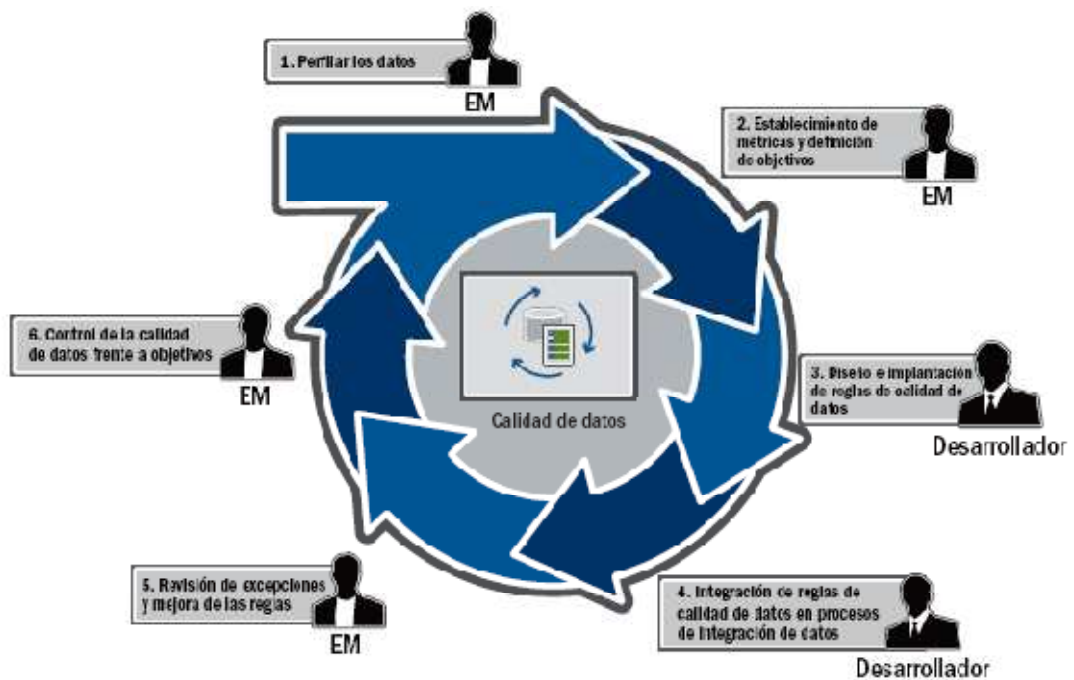 1. Perfilar los datos
EM
2. Establecimiento de
métricas y definición
de objetivos
EM
3. Diseño e implantación
de reglas de calidad de
datos
Desarrollador
4. Integración de reglas de
calidad de datos en procesos
de integración de datos
Desarrollador
5. Revisión de excepciones
y mejora de las reglas
EM
6. Control de la calidad
de datos frente a objetivos
EM
Calidad de datos